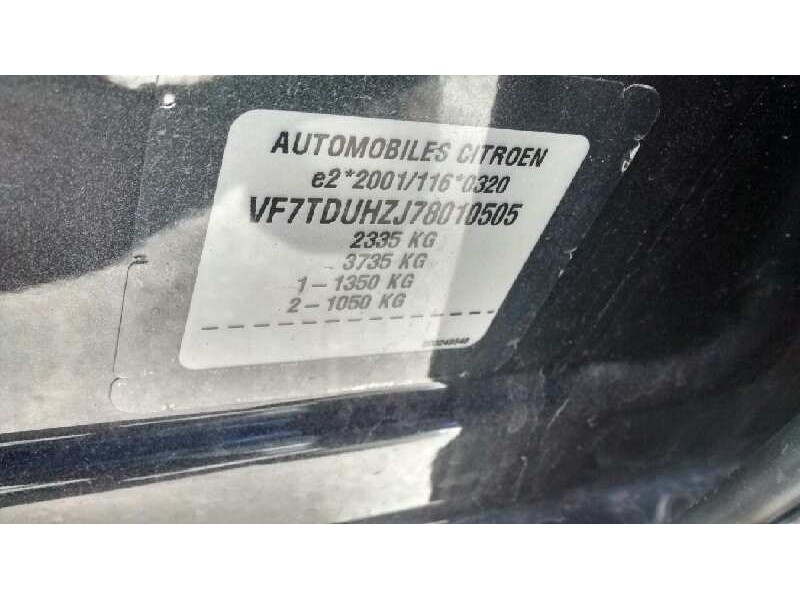 AUTOMOBILES CITROEN
e2*2001/116*0320
VF7TDUHZJ78010505
2335 KG
3735 KG
1-1350 KG
2-1050 KG